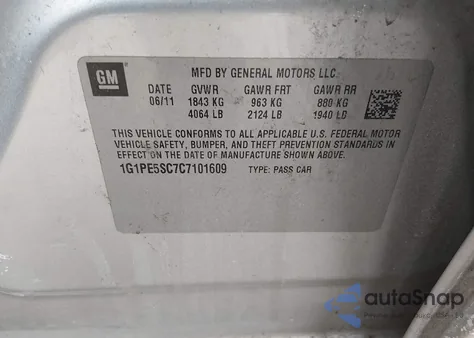 GM
MFD BY GENERAL MOTORS LLC.
DATE GVWR GAWR FRT GAWR RR
06/11 1843 KG 963 KG 880 KG
4064 LB 2124 LB 1940 LB
THIS VEHICLE CONFORMS TO ALL APPLICABLE U.S. FEDERAL MOTOR
VEHICLE SAFETY, BUMPER, AND THEFT PREVENTION STANDARDS IN
EFFECT ON THE DATE OF MANUFACTURE SHOWN ABOVE.
1G1PE5SC7C7101609 TYPE: PASS CAR
autoSnap